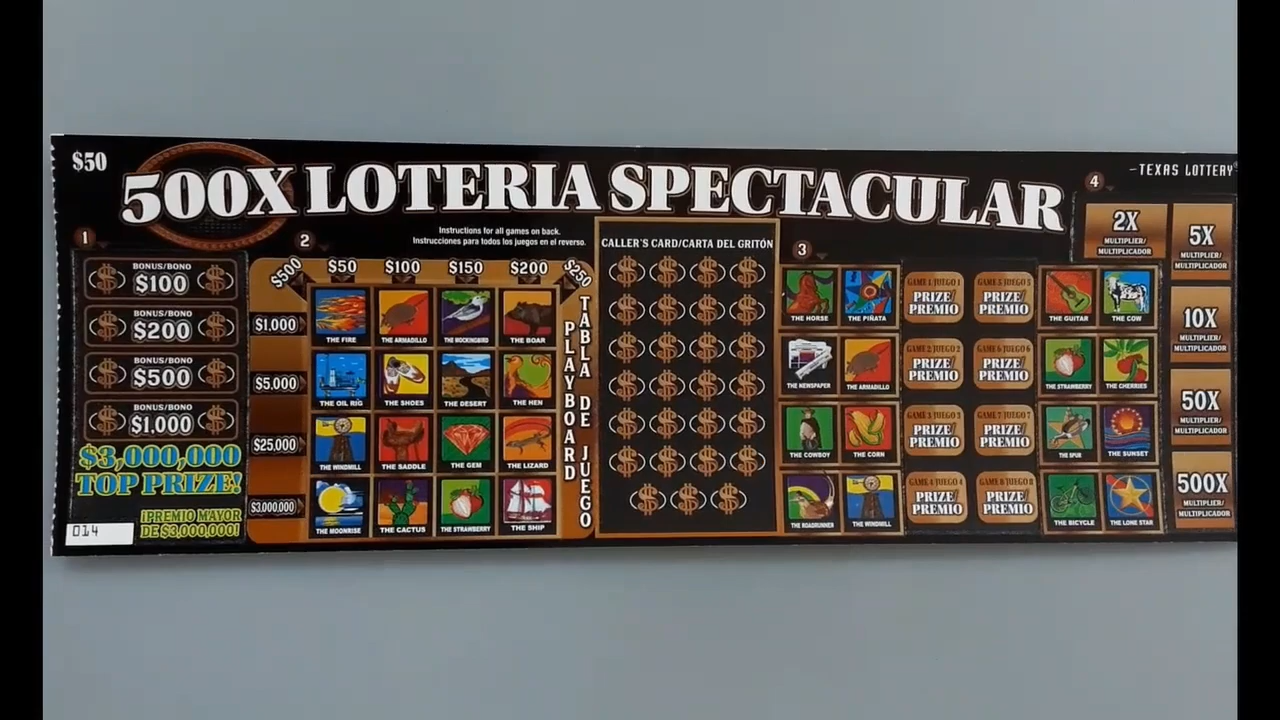 $50
500X LOTERIA SPECTACULAR
TEXAS LOTTERY
Instructions for all games on back.
Instrucciones para todos los juegos en el reverso.
1
BONUS/BONO
$100
BONUS/BONO
$200
BONUS/BONO
$500
BONUS/BONO
$1,000
$3,000,000
TOP PRIZE!
¡PREMIO MAYOR
DE $3,000,000!
014
2
$500 $50 $100 $150 $200 $250
$1,000
THE FIRE THE ARMADILLO THE MOCKINGBIRD THE BOAR
$5,000
THE OIL RIG THE SHOES THE DESERT THE HEN
$25,000
THE WINDMILL THE SADDLE THE GEM THE LIZARD
$3,000,000
THE MOONRISE THE CACTUS THE STRAWBERRY THE SHIP
PLAYBOARD
TABLA DE JUEGO
CALLER'S CARD/CARTA DEL GRITÓN
3
THE HORSE THE PIÑATA
THE NEWSPAPER THE ARMADILLO
THE COWBOY THE CORN
THE ROADRUNNER THE WINDMILL
GAME 1/JUEGO 1
PRIZE/
PREMIO
GAME 2/JUEGO 2
PRIZE/
PREMIO
GAME 3/JUEGO 3
PRIZE/
PREMIO
GAME 4/JUEGO 4
PRIZE/
PREMIO
GAME 5/JUEGO 5
PRIZE/
PREMIO
GAME 6/JUEGO 6
PRIZE/
PREMIO
GAME 7/JUEGO 7
PRIZE/
PREMIO
GAME 8/JUEGO 8
PRIZE/
PREMIO
THE GUITAR THE COW
THE STRAWBERRY THE CHERRIES
THE SPUR THE SUNSET
THE BICYCLE THE LONE STAR
4
2X
MULTIPLIER/
MULTIPLICADOR
5X
MULTIPLIER/
MULTIPLICADOR
10X
MULTIPLIER/
MULTIPLICADOR
50X
MULTIPLIER/
MULTIPLICADOR
500X
MULTIPLIER/
MULTIPLICADOR